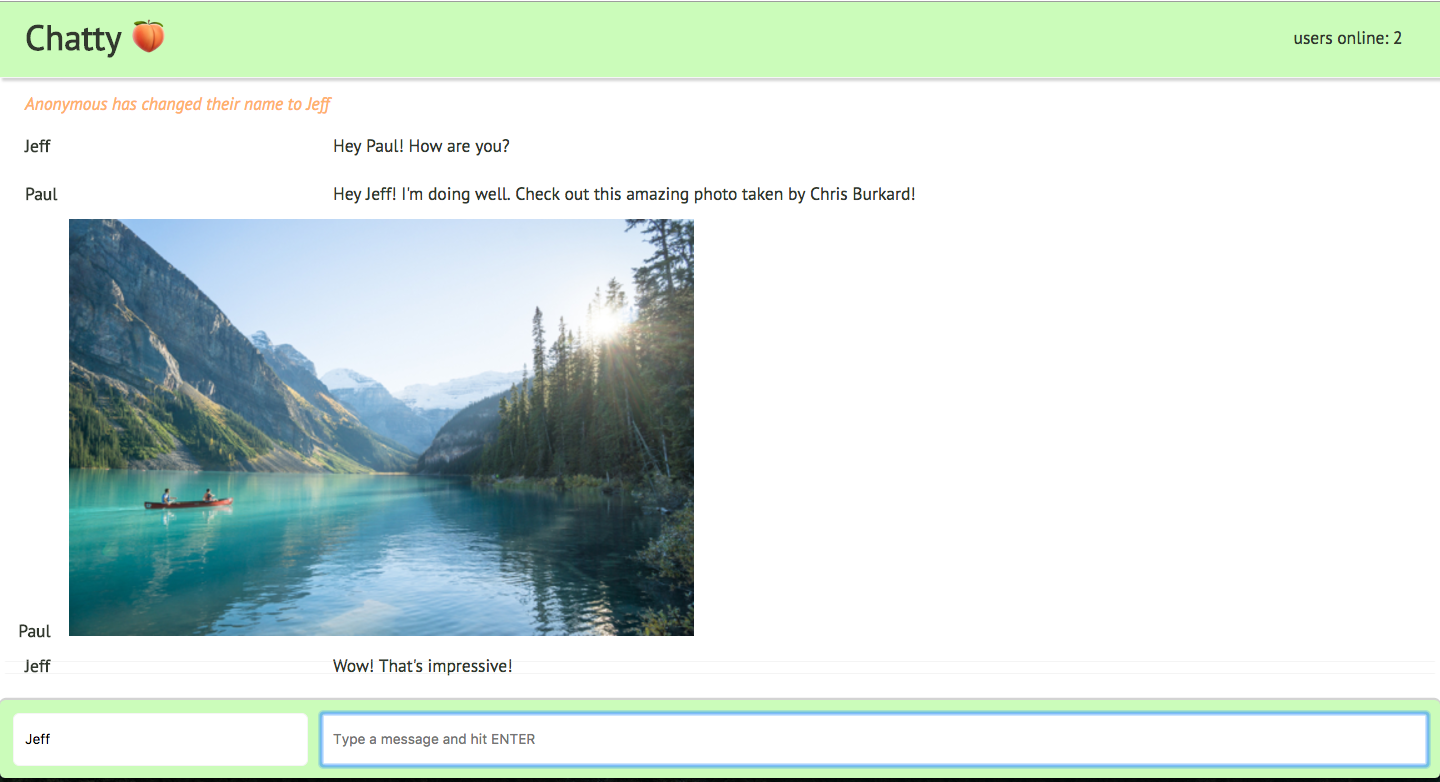 Chatty 🍑
users online: 2
Anonymous has changed their name to Jeff
Jeff Hey Paul! How are you?
Paul Hey Jeff! I'm doing well. Check out this amazing photo taken by Chris Burkard!
Paul
Jeff Wow! That's impressive!
Jeff Type a message and hit ENTER